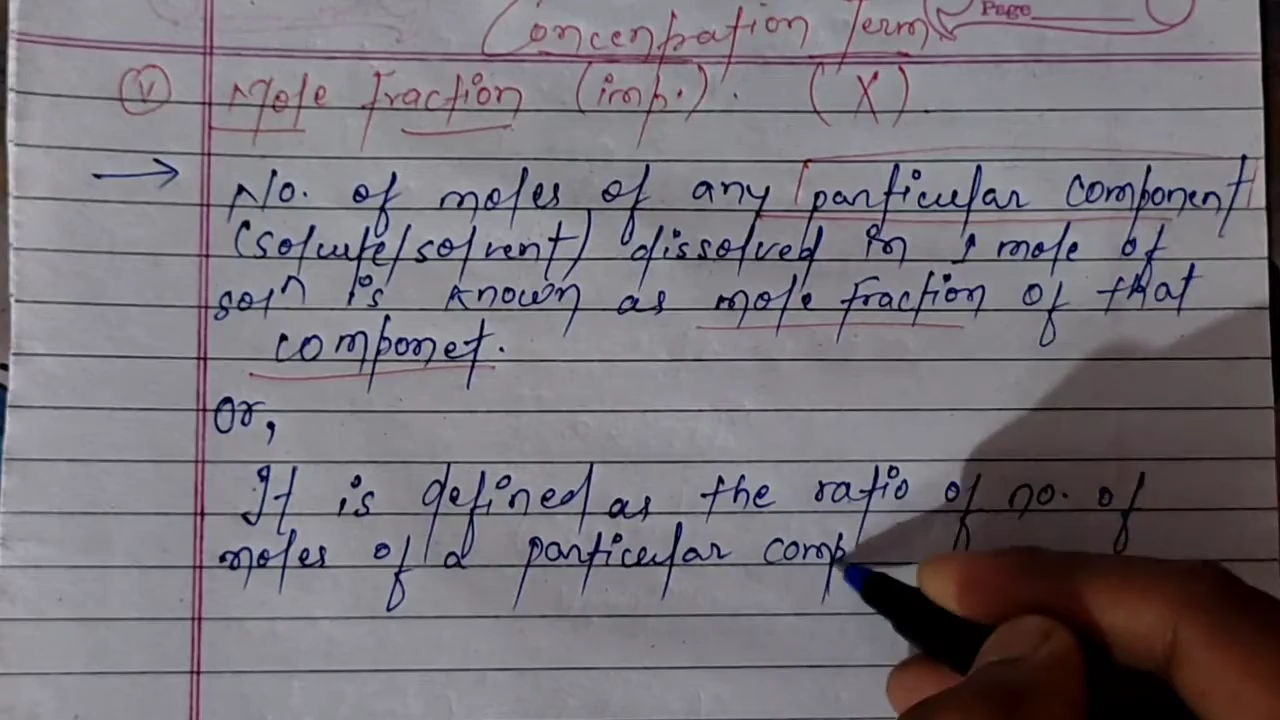 Page
Concentration Term
(v) Mole fraction (imp.). (X)
→ No. of moles of any particular component
(solute/solvent) dissolved in 1 mole of
solⁿ is known as mole fraction of that
componet.
Or,
It is defined as the ratio of no. of
moles of a particular comp